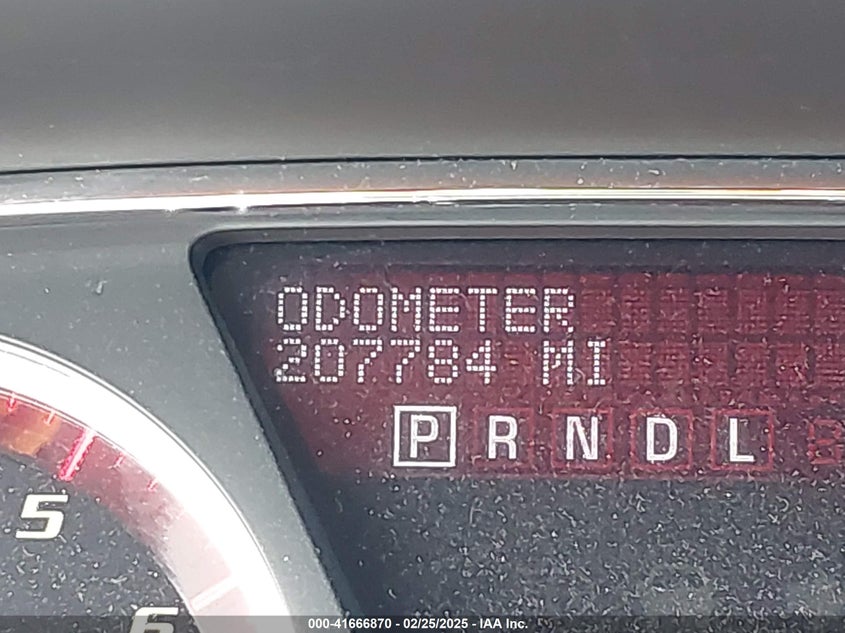 ODOMETER
207784 MI
P R N D L
5
6
000-41666870 - 02/25/2025 - IAA Inc.